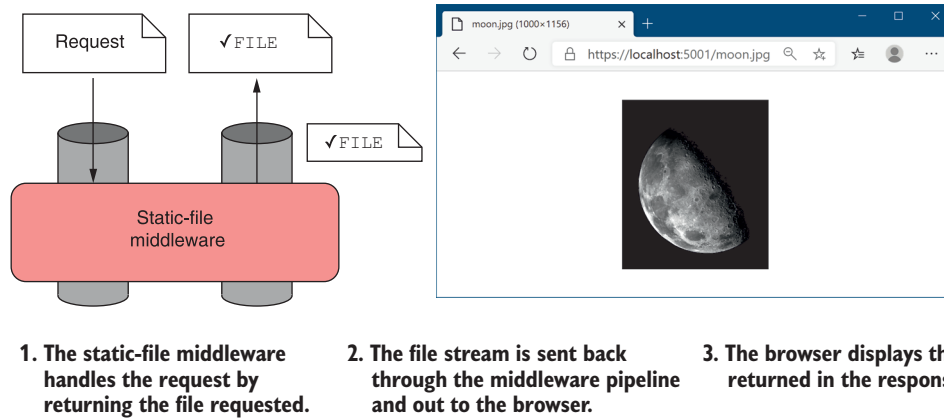 Request
✓FILE
✓FILE
Static-file
middleware
moon.jpg (1000×1156)
https://localhost:5001/moon.jpg
1. The static-file middleware
handles the request by
returning the file requested.
2. The file stream is sent back
through the middleware pipeline
and out to the browser.
3. The browser displays
returned in the